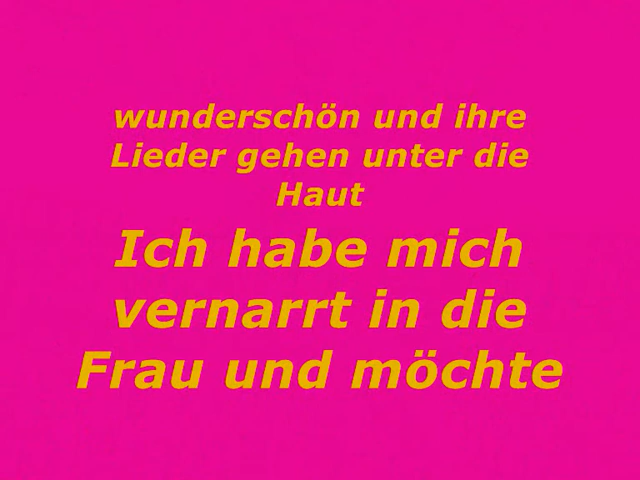 wunderschön und ihre
Lieder gehen unter die
Haut
Ich habe mich
vernarrt in die
Frau und möchte